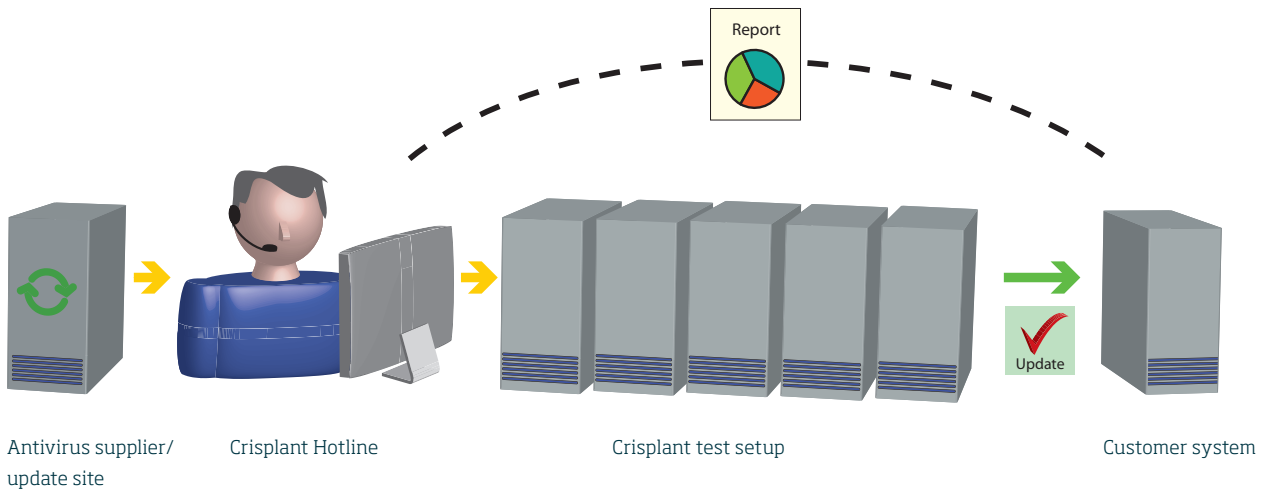 Report
Update
Antivirus supplier/
update site
Crisplant Hotline
Crisplant test setup
Customer system